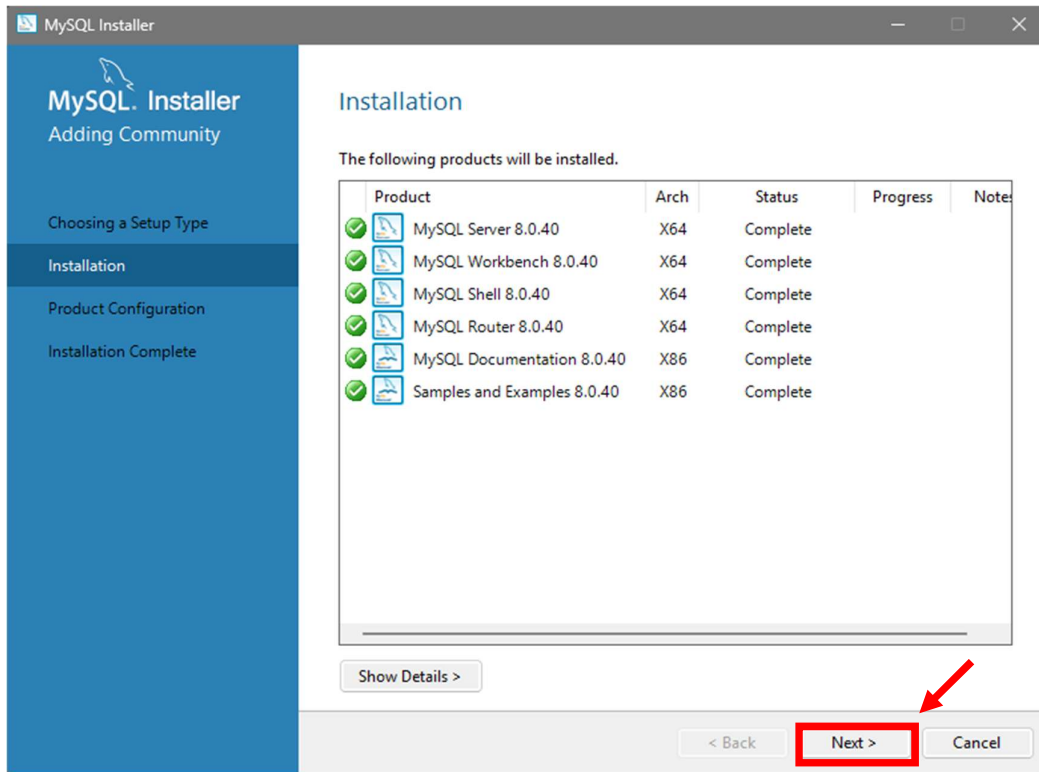 MySQL Installer
MySQL. Installer
Adding Community
Choosing a Setup Type
Installation
Product Configuration
Installation Complete
Installation
The following products will be installed.
Product Arch Status Progress Notes
MySQL Server 8.0.40 X64 Complete
MySQL Workbench 8.0.40 X64 Complete
MySQL Shell 8.0.40 X64 Complete
MySQL Router 8.0.40 X64 Complete
MySQL Documentation 8.0.40 X86 Complete
Samples and Examples 8.0.40 X86 Complete
Show Details >
< Back Next > Cancel